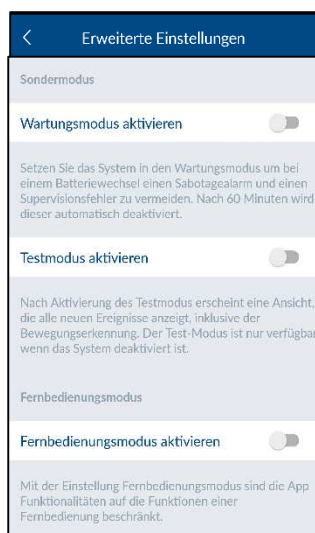 Erweiterte Einstellungen
Sondermodus
Wartungsmodus aktivieren
Setzen Sie das System in den Wartungsmodus um bei
einem Batteriewechsel einen Sabotagealarm und einen
Supervisionsfehler zu vermeiden. Nach 60 Minuten wird
dieser automatisch deaktiviert.
Testmodus aktivieren
Nach Aktivierung des Testmodus erscheint eine Ansicht,
die alle neuen Ereignisse anzeigt, inklusive der
Bewegungserkennung. Der Test-Modus ist nur verfügbar
wenn das System deaktiviert ist.
Fernbedienungsmodus
Fernbedienungsmodus aktivieren
Mit der Einstellung Fernbedienungsmodus sind die App
Funktionalitäten auf die Funktionen einer
Fernbedienung beschränkt.